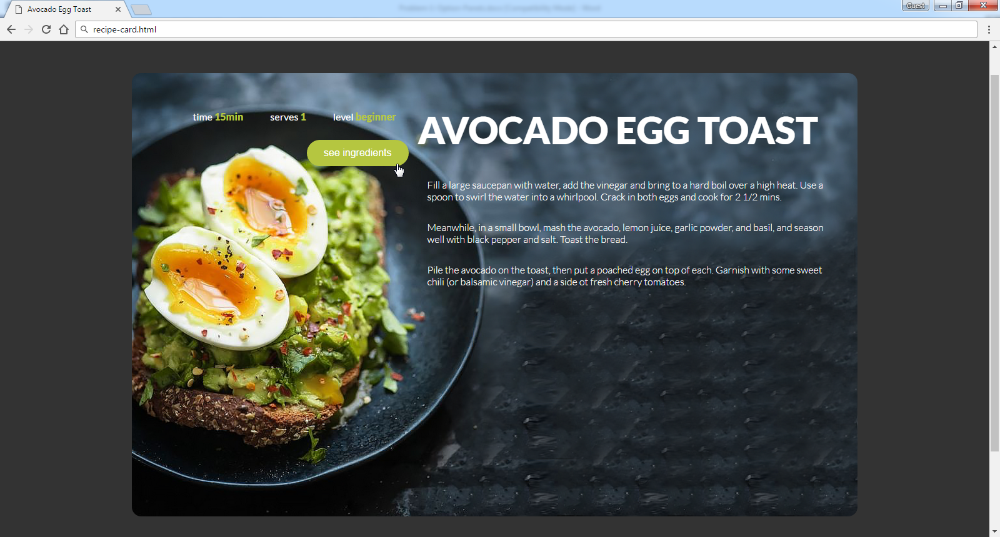 Avocado Egg Toast
Guest
recipe-card.html
time 15min serves 1 level beginner
see ingredients
AVOCADO EGG TOAST
Fill a large saucepan with water, add the vinegar and bring to a hard boil over a high heat. Use a
spoon to swirl the water into a whirlpool. Crack in both eggs and cook for 2 1/2 mins.
Meanwhile, in a small bowl, mash the avocado, lemon juice, garlic powder, and basil, and season
well with black pepper and salt. Toast the bread.
Pile the avocado on the toast, then put a poached egg on top of each. Garnish with some sweet
chili (or balsamic vinegar) and a side ot fresh cherry tomatoes.